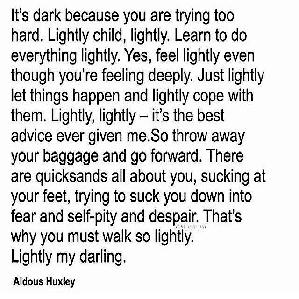 It's dark because you are trying too
hard. Lightly child, lightly. Learn to do
everything lightly. Yes, feel lightly even
though you're feeling deeply. Just lightly
let things happen and lightly cope with
them. Lightly, lightly – it's the best
advice ever given me.So throw away
your baggage and go forward. There
are quicksands all about you, sucking at
your feet, trying to suck you down into
fear and self-pity and despair. That's
why you must walk so lightly.
Lightly my darling.
Aldous Huxley